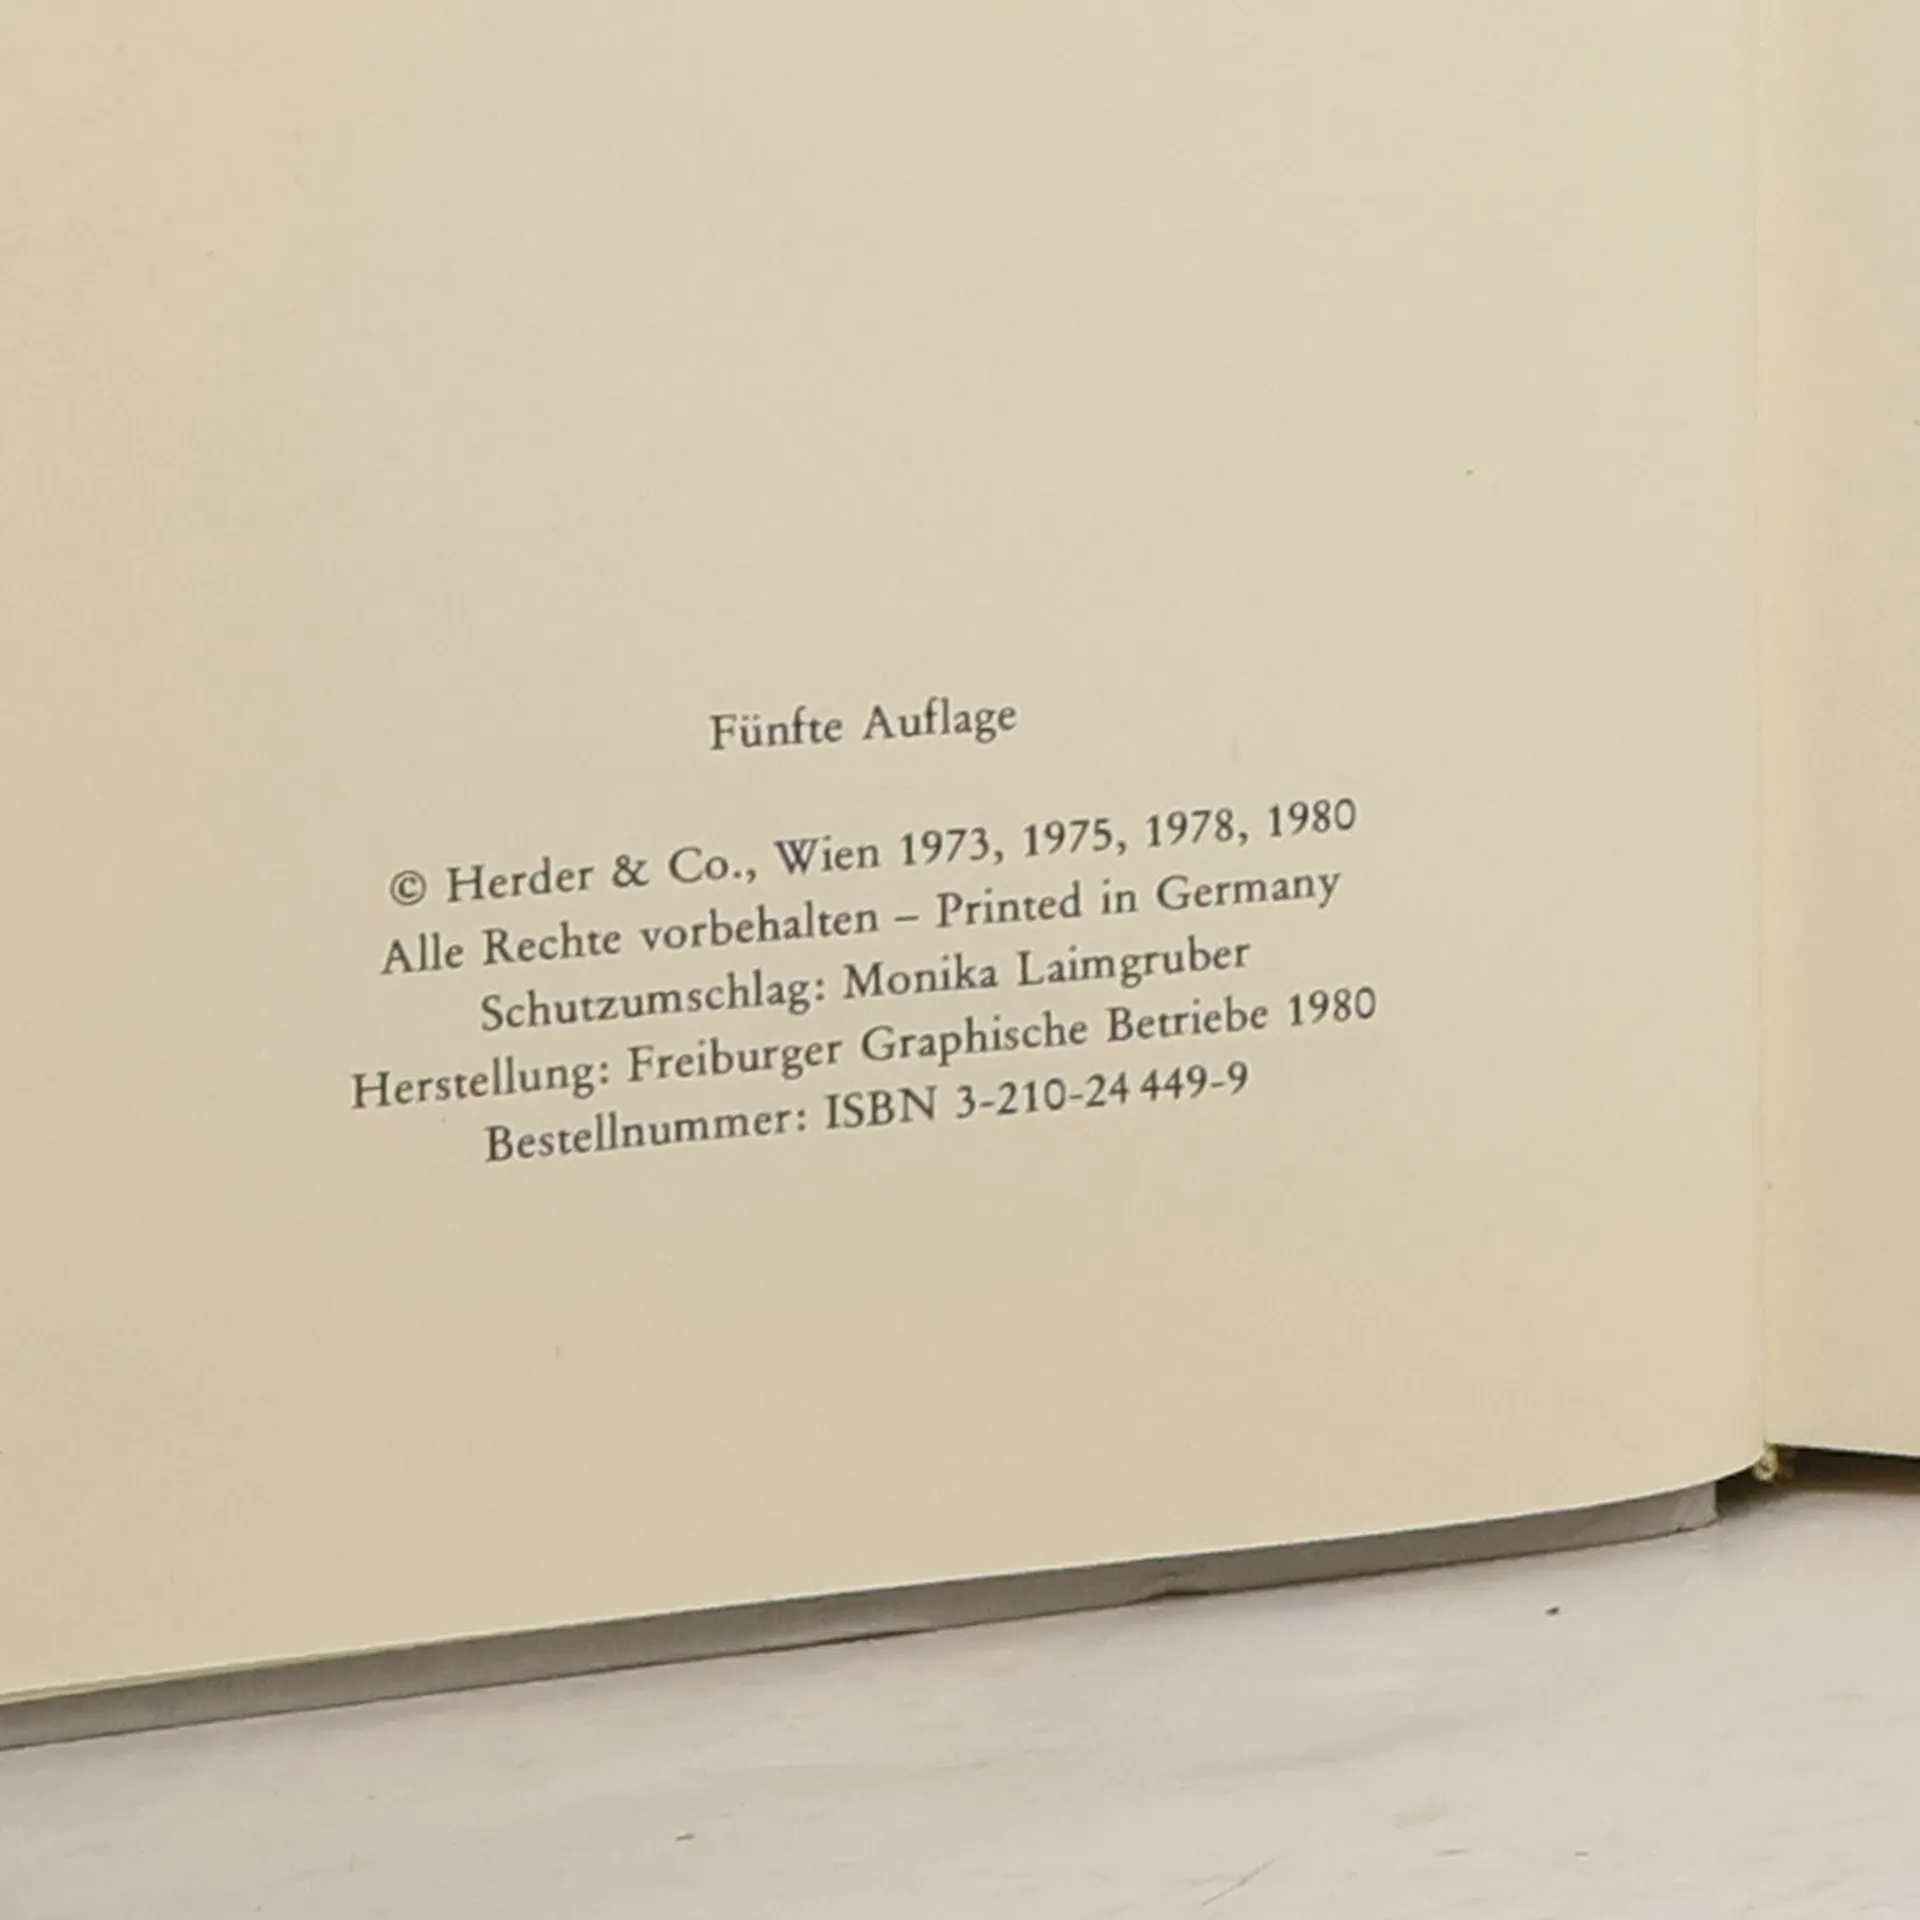 Fünfte Auflage
© Herder & Co., Wien 1973, 1975, 1978, 1980
Alle Rechte vorbehalten – Printed in Germany
Schutzumschlag: Monika Laimgruber
Herstellung: Freiburger Graphische Betriebe 1980
Bestellnummer: ISBN 3-210-24 449-9